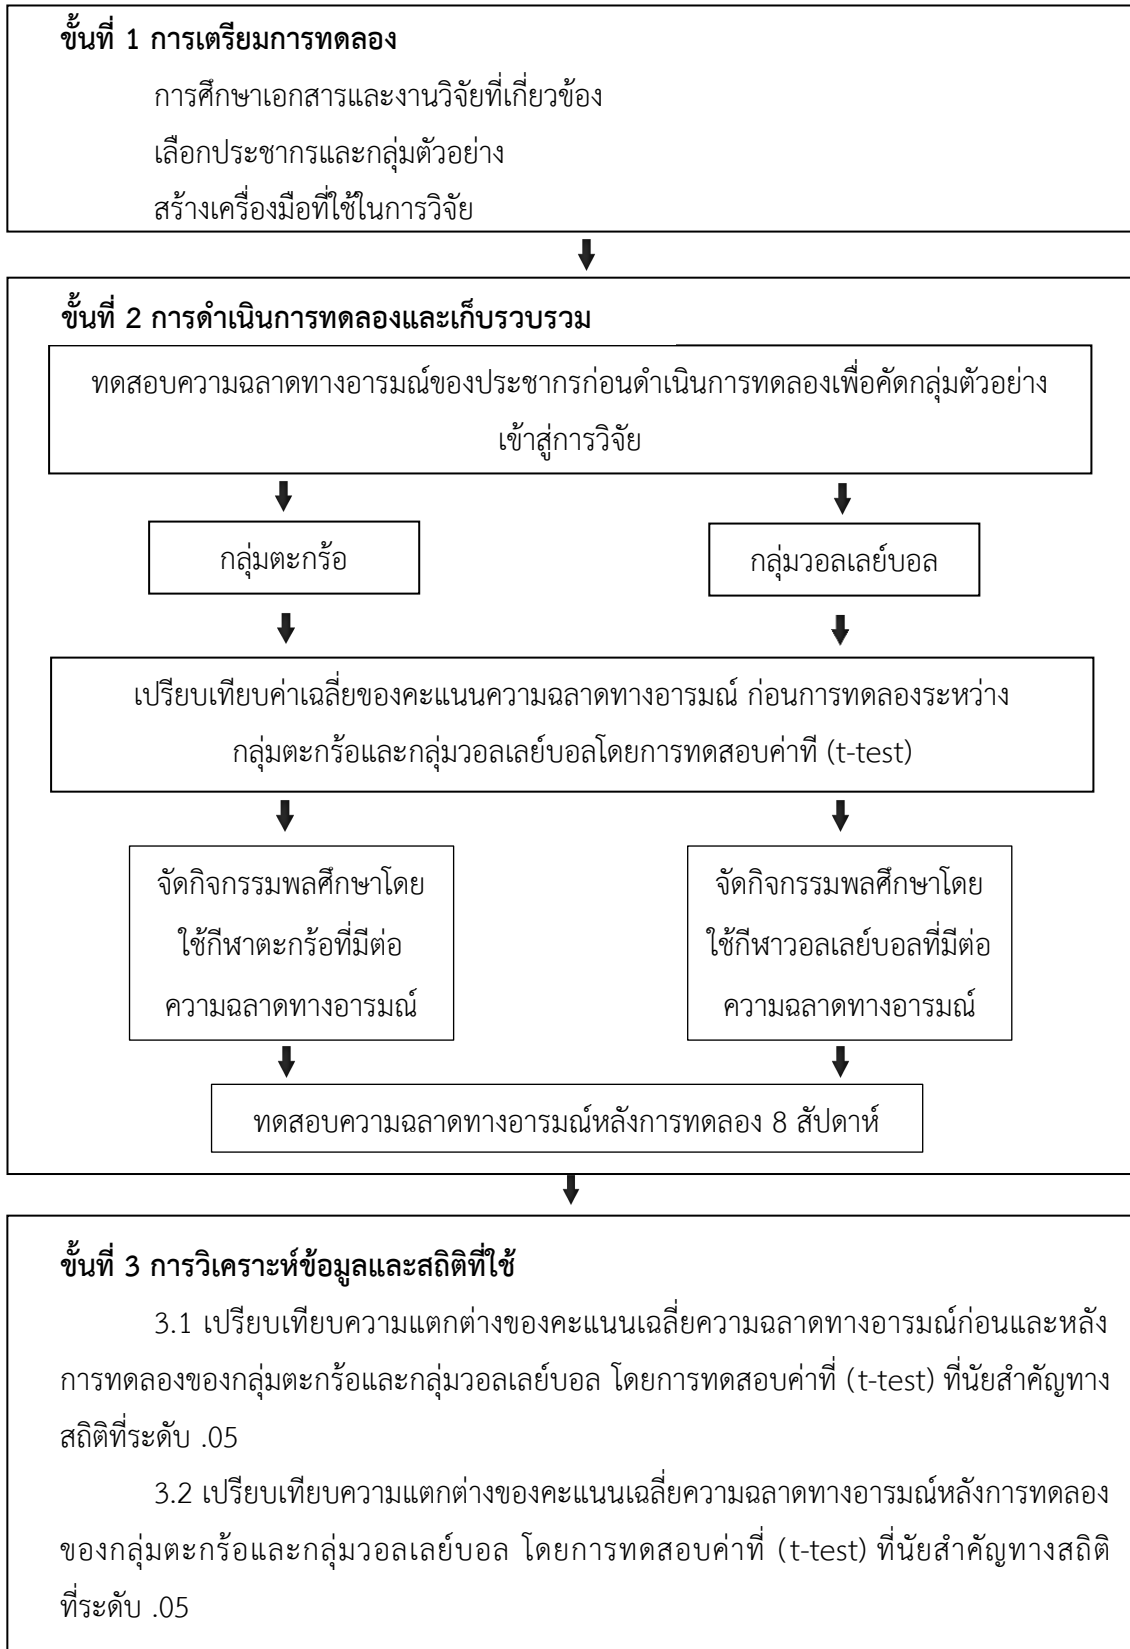 ขั้นที่ 1 การเตรียมการทดลอง
การศึกษาเอกสารและงานวิจัยที่เกี่ยวข้อง
เลือกประชากรและกลุ่มตัวอย่าง
สร้างเครื่องมือที่ใช้ในการวิจัย
ขั้นที่ 2 การดำเนินการทดลองและเก็บรวบรวม
ทดสอบความฉลาดทางอารมณ์ของประชากรก่อนดำเนินการทดลองเพื่อคัดกลุ่มตัวอย่าง
เข้าสู่การวิจัย
กลุ่มตะกร้อ
กลุ่มวอลเลย์บอล
เปรียบเทียบค่าเฉลี่ยของคะแนนความฉลาดทางอารมณ์ ก่อนการทดลองระหว่าง
กลุ่มตะกร้อและกลุ่มวอลเลย์บอลโดยการทดสอบค่าที (t-test)
จัดกิจกรรมพลศึกษาโดย
ใช้กีฬาตะกร้อที่มีต่อ
ความฉลาดทางอารมณ์
จัดกิจกรรมพลศึกษาโดย
ใช้กีฬาวอลเลย์บอลที่มีต่อ
ความฉลาดทางอารมณ์
ทดสอบความฉลาดทางอารมณ์หลังการทดลอง 8 สัปดาห์
ขั้นที่ 3 การวิเคราะห์ข้อมูลและสถิติที่ใช้
3.1 เปรียบเทียบความแตกต่างของคะแนนเฉลี่ยความฉลาดทางอารมณ์ก่อนและหลัง
การทดลองของกลุ่มตะกร้อและกลุ่มวอลเลย์บอล โดยการทดสอบค่าที่ (t-test) ที่นัยสำคัญทาง
สถิติที่ระดับ .05
3.2 เปรียบเทียบความแตกต่างของคะแนนเฉลี่ยความฉลาดทางอารมณ์หลังการทดลอง
ของกลุ่มตะกร้อและกลุ่มวอลเลย์บอล โดยการทดสอบค่าที่ (t-test) ที่นัยสำคัญทางสถิติ
ที่ระดับ .05